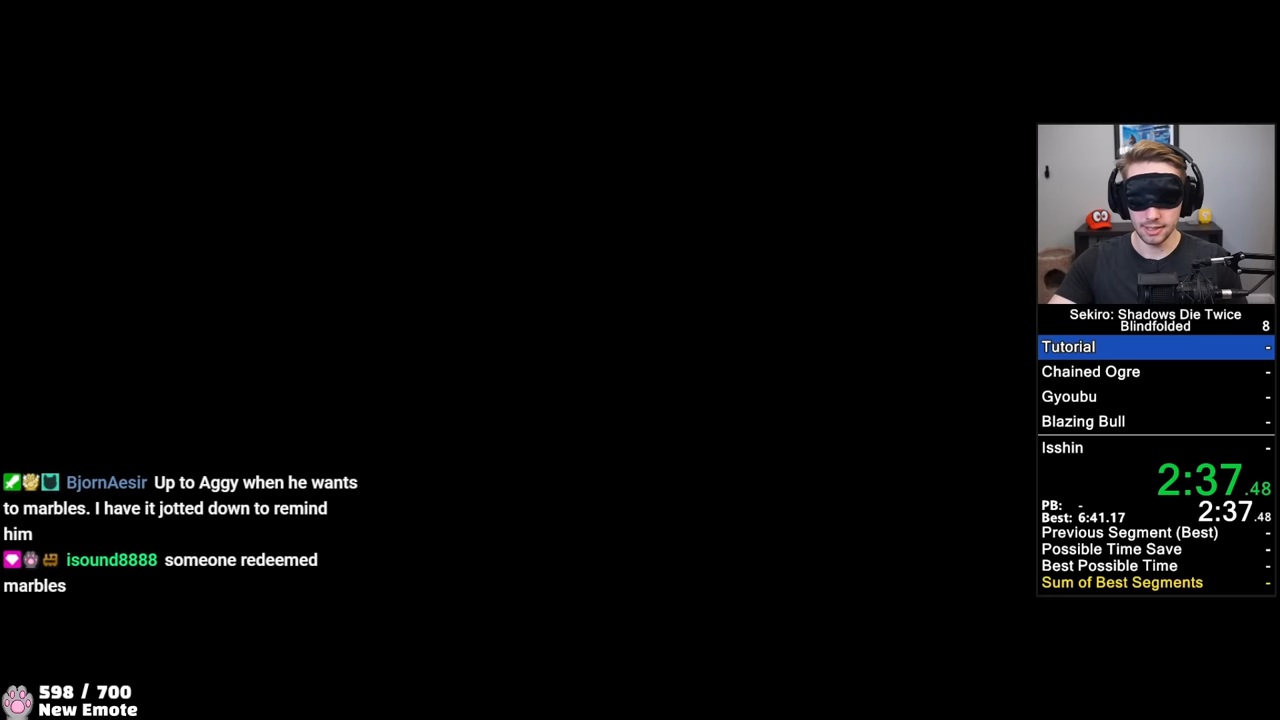 Sekiro: Shadows Die Twice
Blindfolded 8
Tutorial -
Chained Ogre -
Gyoubu -
Blazing Bull -
Isshin -
2:37.48
PB: -
Best: 6:41.17 2:37.48
Previous Segment (Best) -
Possible Time Save -
Best Possible Time -
Sum of Best Segments -
BjornAesir Up to Aggy when he wants
to marbles. I have it jotted down to remind
him
isound8888 someone redeemed
marbles
598 / 700
New Emote